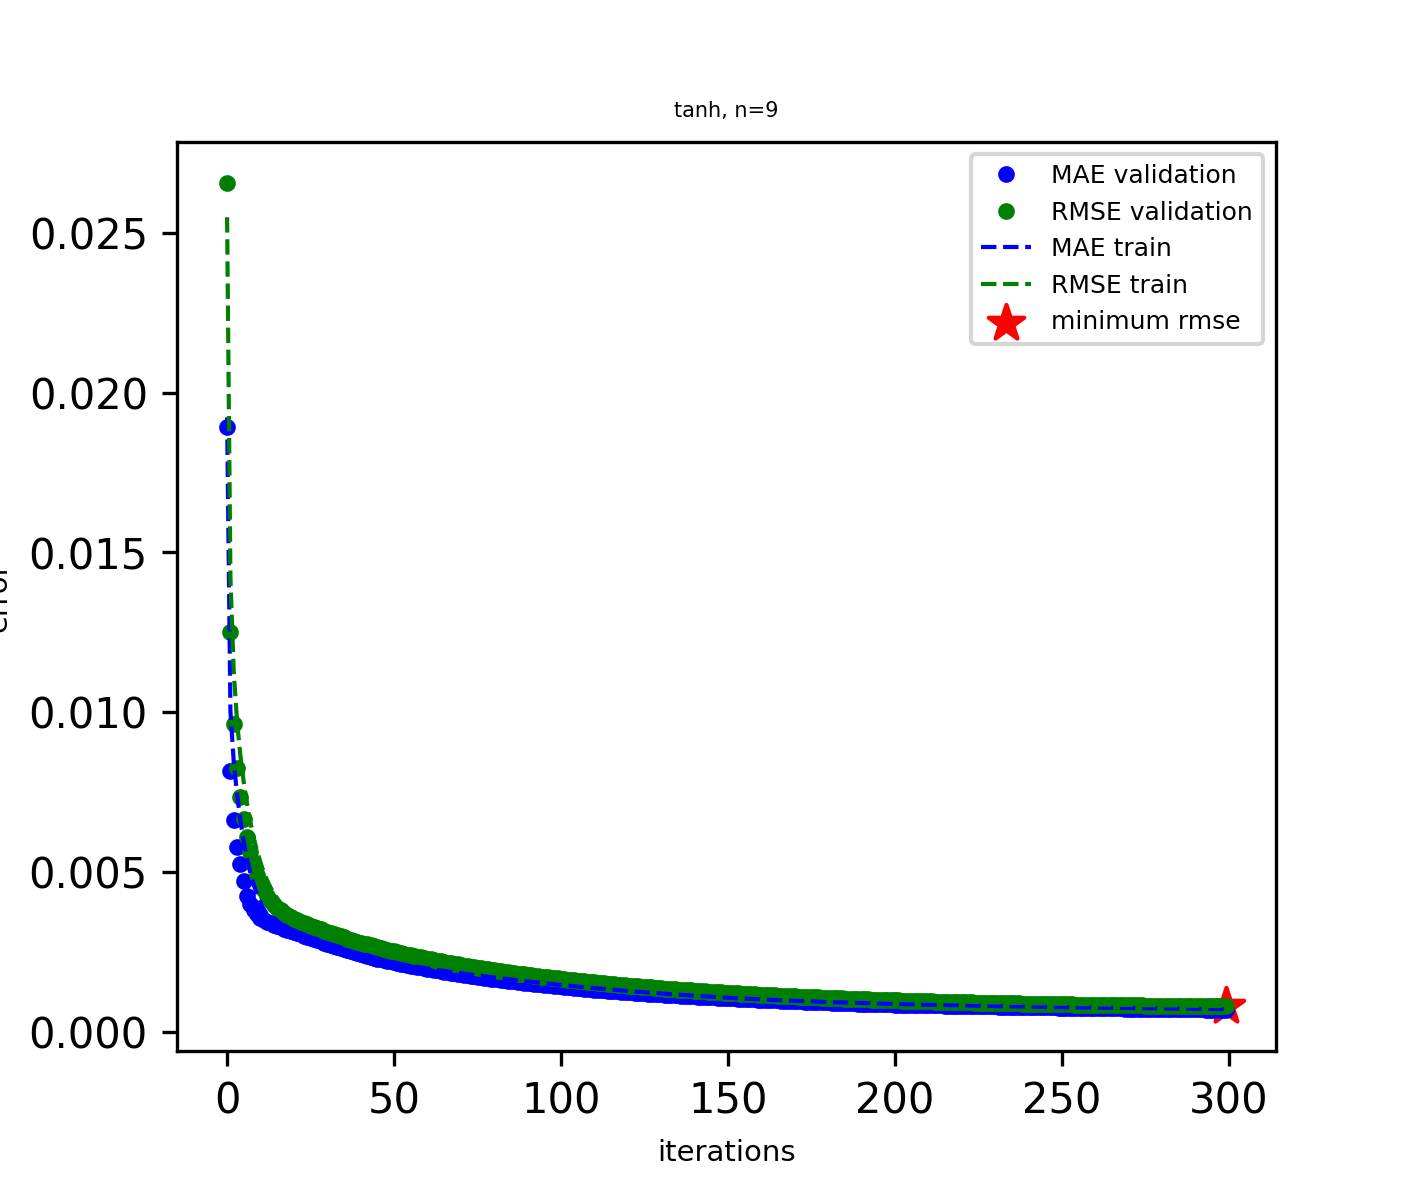 tanh, n=9
MAE validation
RMSE validation
MAE train
RMSE train
minimum rmse
0.025
0.020
0.015
0.010
0.005
0.000
0 50 100 150 200 250 300
iterations